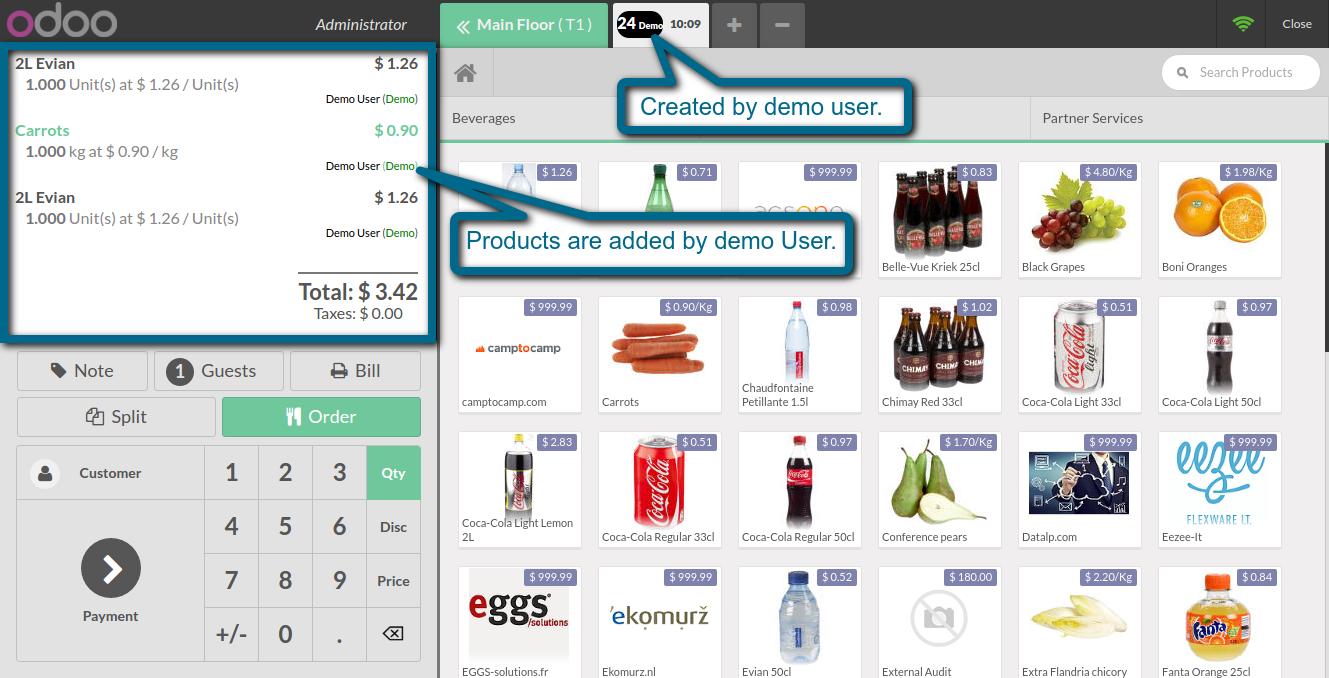 odoo
Administrator
Main Floor ( T1 )
24 Demo 10:09
+
−
Close
2L Evian $ 1.26
1.000 Unit(s) at $ 1.26 / Unit(s)
Demo User (Demo)
Carrots $ 0.90
1.000 kg at $ 0.90 / kg
Demo User (Demo)
2L Evian $ 1.26
1.000 Unit(s) at $ 1.26 / Unit(s)
Demo User (Demo)
Total: $ 3.42
Taxes: $ 0.00
Note
1 Guests
Bill
Split
Order
Customer
1 2 3 Qty
4 5 6 Disc
7 8 9 Price
+/- 0 .
Payment
Search Products
Created by demo user.
Beverages
Partner Services
Products are added by demo User.
$ 1.26
$ 0.71
$ 999.99
$ 0.83
Belle-Vue Kriek 25cl
$ 4.80/Kg
Black Grapes
$ 1.98/Kg
Boni Oranges
$ 999.99
camptocamp
camptocamp.com
$ 0.90/Kg
Carrots
$ 0.98
Chaudfontaine
Petillante 1.5l
$ 1.02
CHIMAY
Chimay Red 33cl
$ 0.51
Coca-Cola
light
Coca-Cola Light 33cl
$ 0.97
Coca-Cola Light 50cl
$ 2.83
Coca-Cola Light Lemon
2L
$ 0.51
Coca-Cola
Coca-Cola Regular 33cl
$ 0.97
Coca-Cola
Coca-Cola Regular 50cl
$ 1.70/Kg
Conference pears
$ 999.99
Datalp.com
$ 999.99
eezee
FLEXWARE I.T.
Eezee-It
$ 999.99
eggs
/solutions
EGGS-solutions.fr
$ 999.99
'ekomurž
Ekomurz.nl
$ 0.52
Evian 50cl
$ 180.00
External Audit
$ 2.20/Kg
Extra Flandria chicory
$ 0.84
Fanta
Fanta Orange 25cl